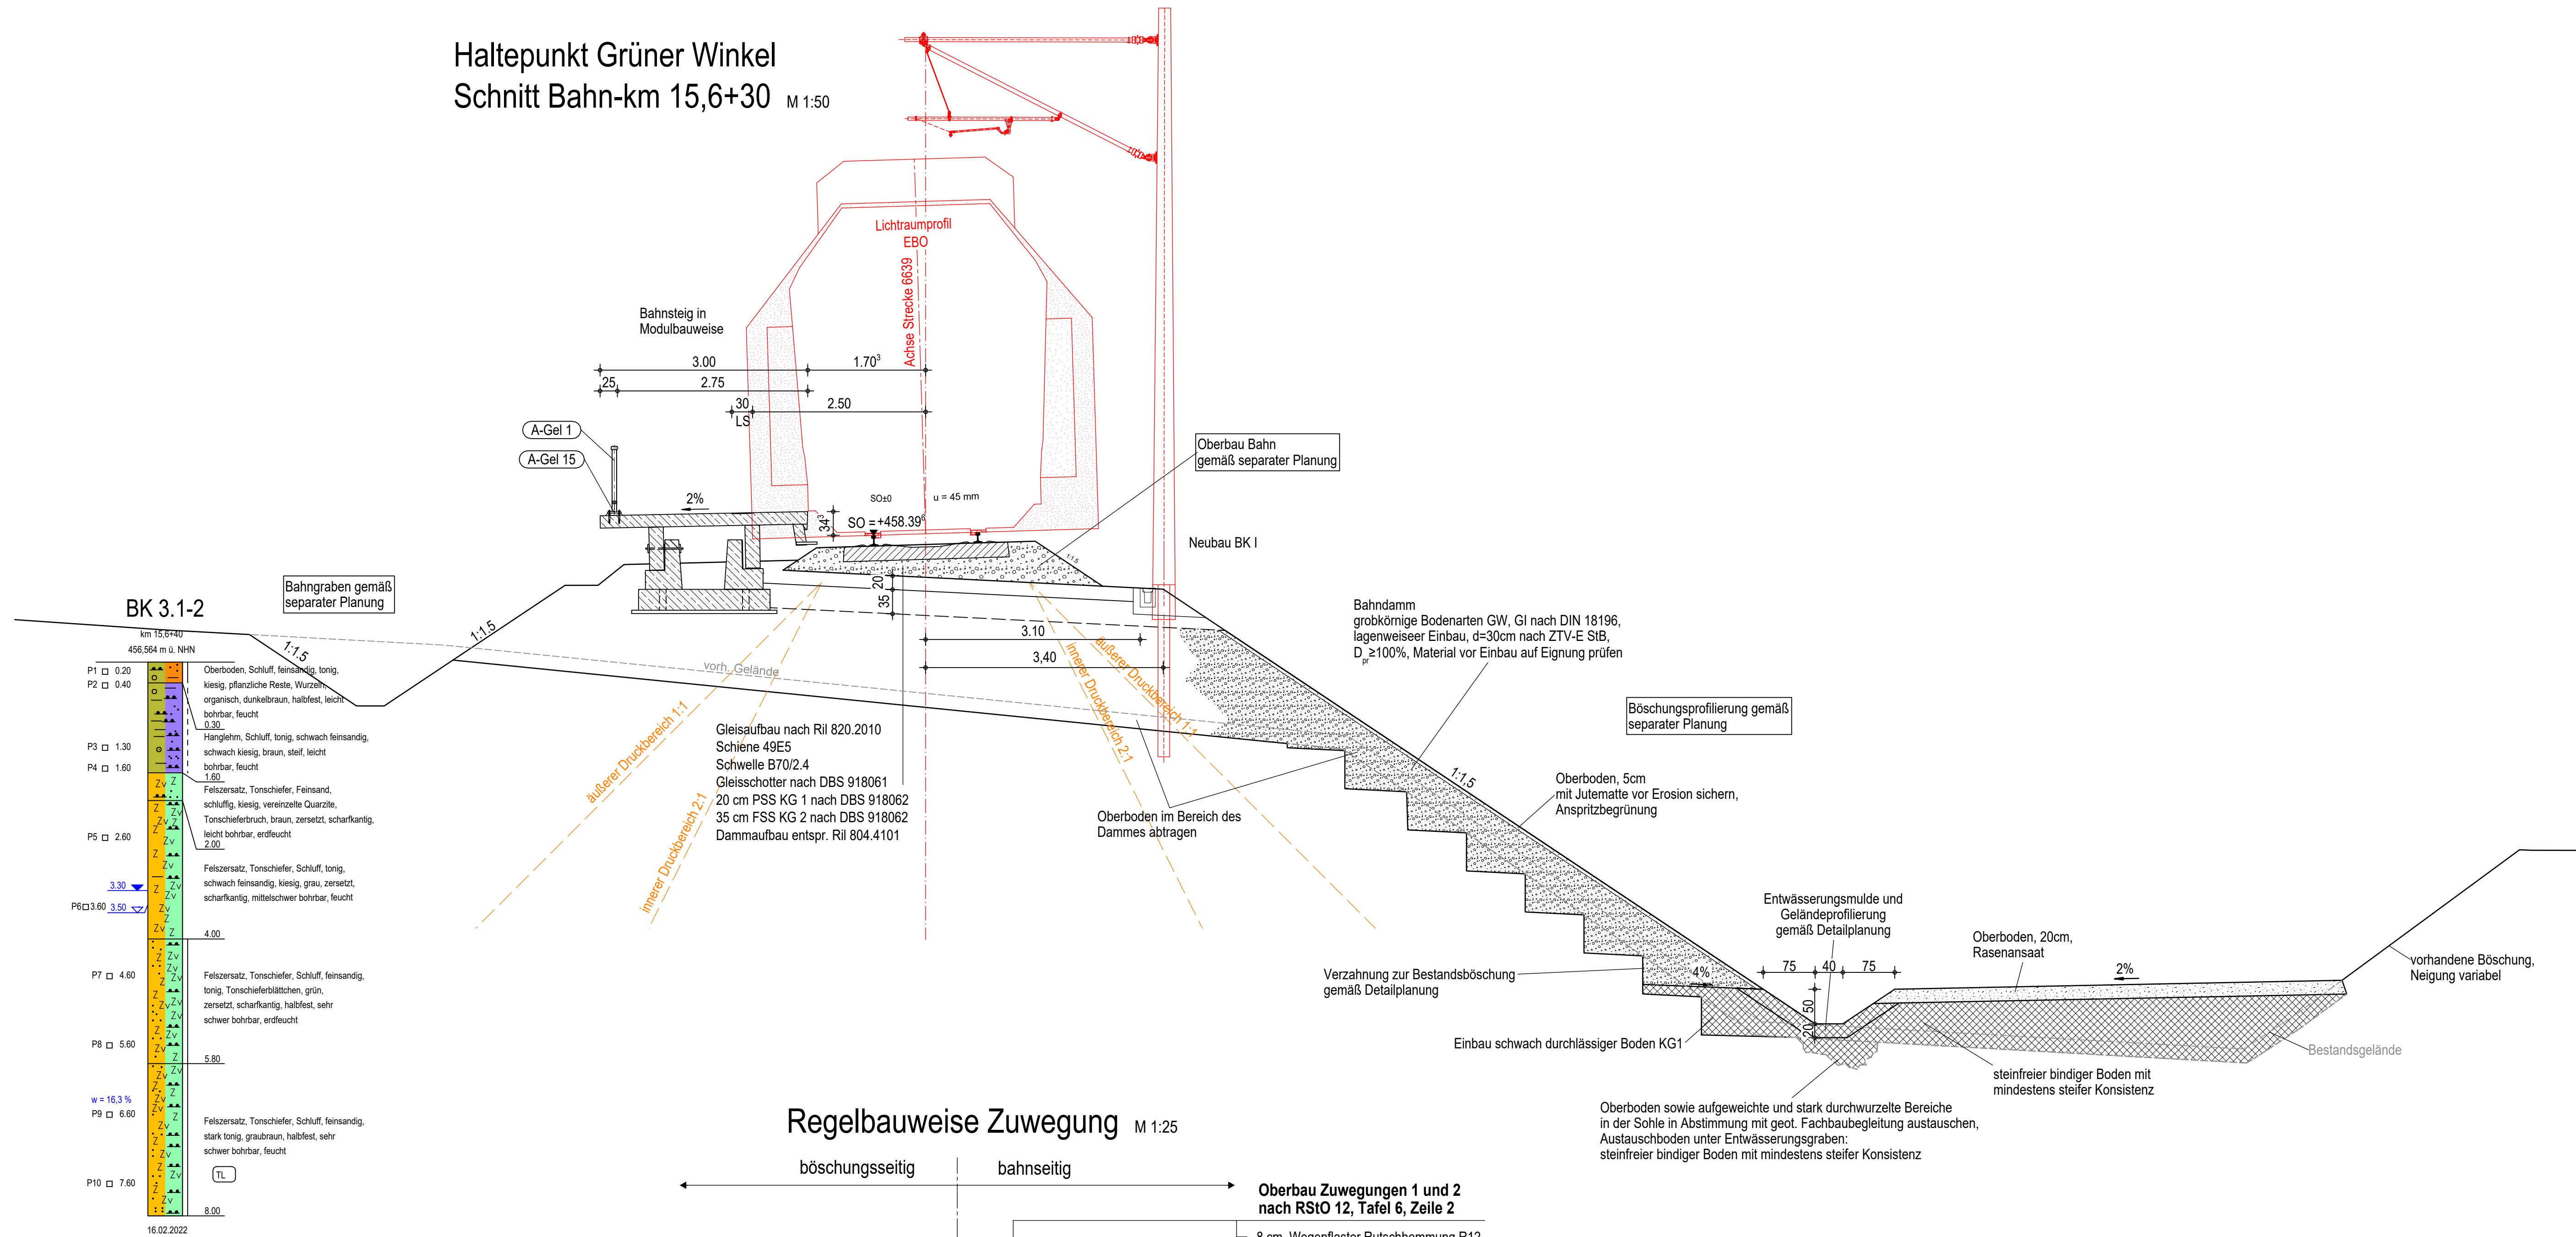 Haltepunkt Grüner Winkel
Schnitt Bahn-km 15,6+30 M 1:50
Lichtraumprofil
EBO
Achse Strecke 6639
Bahnsteig in
Modulbauweise
3.00
1.70³
25
2.75
30
2.50
LS
A-Gel 1
A-Gel 15
2%
34³
SO±0
u = 45 mm
SO = +458.39⁶
1:1.5
Oberbau Bahn
gemäß separater Planung
Neubau BK I
20
35
3.10
3,40
Bahngraben gemäß
separater Planung
1:1.5
1:1.5
vorh. Gelände
äußerer Druckbereich 1:1
innerer Druckbereich 2:1
innerer Druckbereich 2:1
äußerer Druckbereich 1:1
Gleisaufbau nach Ril 820.2010
Schiene 49E5
Schwelle B70/2.4
Gleisschotter nach DBS 918061
20 cm PSS KG 1 nach DBS 918062
35 cm FSS KG 2 nach DBS 918062
Dammaufbau entspr. Ril 804.4101
Oberboden im Bereich des
Dammes abtragen
Bahndamm
grobkörnige Bodenarten GW, GI nach DIN 18196,
lagenweiseer Einbau, d=30cm nach ZTV-E StB,
Dpr≥100%, Material vor Einbau auf Eignung prüfen
Böschungsprofilierung gemäß
separater Planung
1:1.5
Oberboden, 5cm
mit Jutematte vor Erosion sichern,
Anspritzbegrünung
Entwässerungsmulde und
Geländeprofilierung
gemäß Detailplanung
75
40
75
50
20
4%
Oberboden, 20cm,
Rasenansaat
2%
vorhandene Böschung,
Neigung variabel
Verzahnung zur Bestandsböschung
gemäß Detailplanung
Einbau schwach durchlässiger Boden KG1
Bestandsgelände
steinfreier bindiger Boden mit
mindestens steifer Konsistenz
Oberboden sowie aufgeweichte und stark durchwurzelte Bereiche
in der Sohle in Abstimmung mit geot. Fachbaubegleitung austauschen,
Austauschboden unter Entwässerungsgraben:
steinfreier bindiger Boden mit mindestens steifer Konsistenz
BK 3.1-2
km 15,6+40
456,564 m ü. NHN
P1 0.20
P2 0.40
P3 1.30
P4 1.60
P5 2.60
3.30
P6 3.60 3.50
P7 4.60
P8 5.60
w = 16,3 %
P9 6.60
P10 7.60
Oberboden, Schluff, feinsandig, tonig,
kiesig, pflanzliche Reste, Wurzeln,
organisch, dunkelbraun, halbfest, leicht
bohrbar, feucht
0.30
Hanglehm, Schluff, tonig, schwach feinsandig,
schwach kiesig, braun, steif, leicht
bohrbar, feucht
1.60
Felszersatz, Tonschiefer, Feinsand,
schluffig, kiesig, vereinzelte Quarzite,
Tonschieferbruch, braun, zersetzt, scharfkantig,
leicht bohrbar, erdfeucht
2.00
Felszersatz, Tonschiefer, Schluff, tonig,
schwach feinsandig, kiesig, grau, zersetzt,
scharfkantig, mittelschwer bohrbar, feucht
4.00
Felszersatz, Tonschiefer, Schluff, feinsandig,
tonig, Tonschieferblättchen, grün,
zersetzt, scharfkantig, halbfest, sehr
schwer bohrbar, erdfeucht
5.80
Felszersatz, Tonschiefer, Schluff, feinsandig,
stark tonig, graubraun, halbfest, sehr
schwer bohrbar, feucht
TL
8.00
16.02.2022
Regelbauweise Zuwegung M 1:25
böschungsseitig
bahnseitig
Oberbau Zuwegungen 1 und 2
nach RStO 12, Tafel 6, Zeile 2
8 cm Wegepflaster Rutschhemmung R12